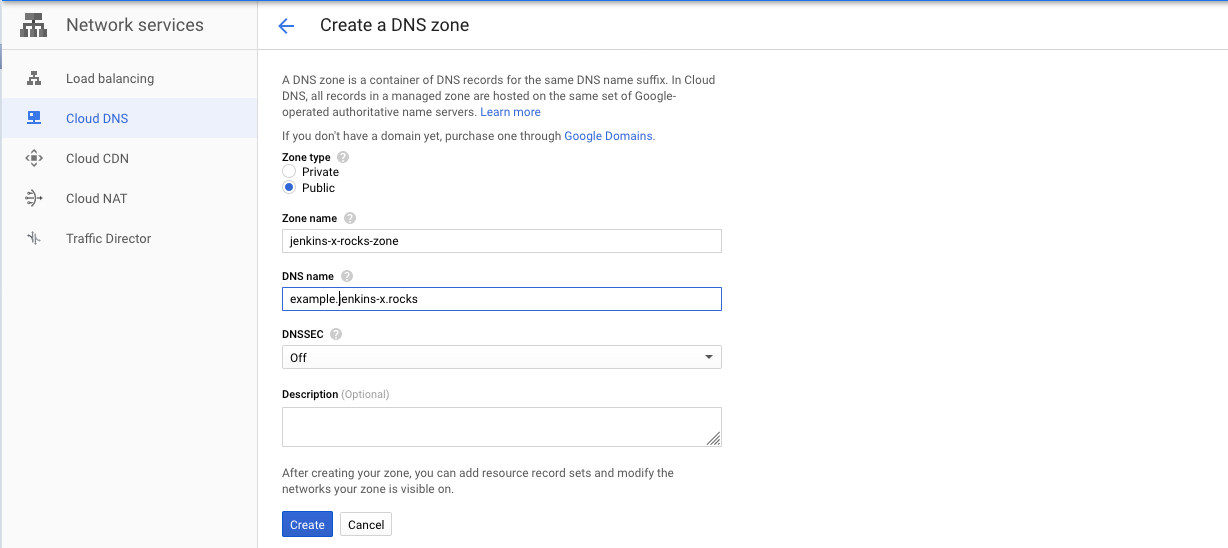 Network services
Load balancing
Cloud DNS
Cloud CDN
Cloud NAT
Traffic Director
Create a DNS zone
A DNS zone is a container of DNS records for the same DNS name suffix. In Cloud
DNS, all records in a managed zone are hosted on the same set of Google-
operated authoritative name servers. Learn more
If you don't have a domain yet, purchase one through Google Domains.
Zone type ?
Private
Public
Zone name ?
jenkins-x-rocks-zone
DNS name ?
example.jenkins-x.rocks
DNSSEC ?
Off
Description (Optional)
After creating your zone, you can add resource record sets and modify the
networks your zone is visible on.
Create Cancel